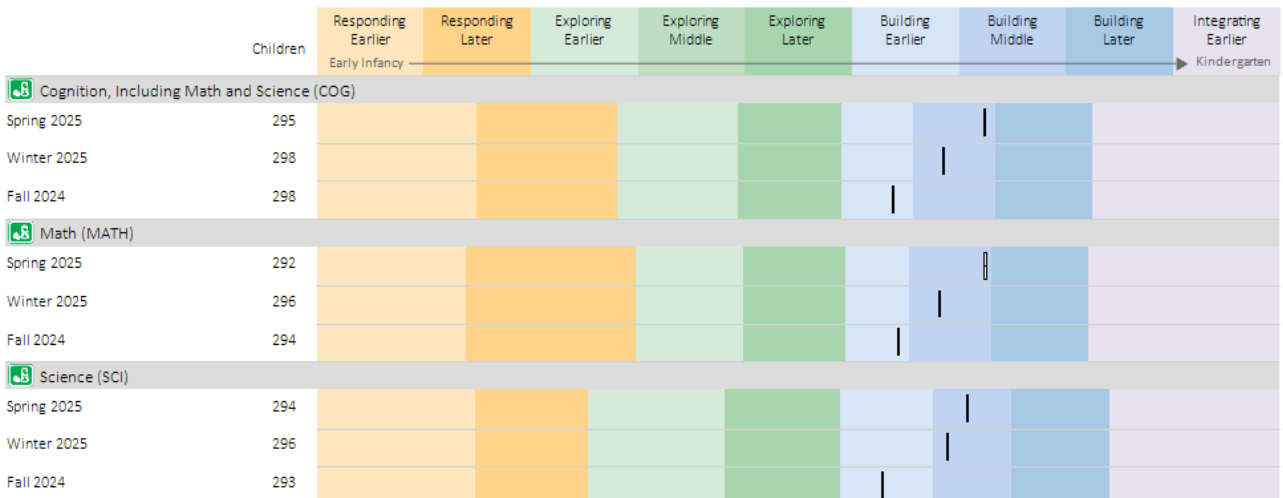 Children
Responding Earlier
Responding Later
Exploring Earlier
Exploring Middle
Exploring Later
Building Earlier
Building Middle
Building Later
Integrating Earlier
Early Infancy
Kindergarten
Cognition, Including Math and Science (COG)
Spring 2025 295
Winter 2025 298
Fall 2024 298
Math (MATH)
Spring 2025 292
Winter 2025 296
Fall 2024 294
Science (SCI)
Spring 2025 294
Winter 2025 296
Fall 2024 293